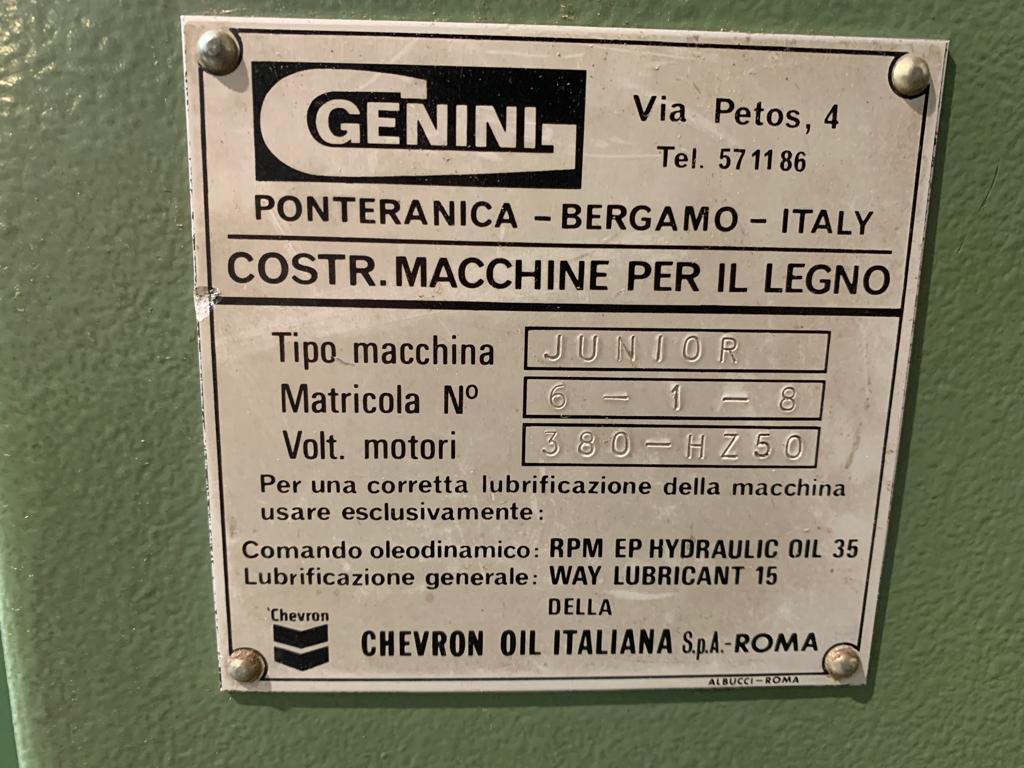 GENINI
Via Petos, 4
Tel. 571186
PONTERANICA - BERGAMO - ITALY
COSTR. MACCHINE PER IL LEGNO
Tipo macchina JUNIOR
Matricola Nº 6 - 1 - 8
Volt. motori 380-HZ50
Per una corretta lubrificazione della macchina
usare esclusivamente:
Comando oleodinamico: RPM EP HYDRAULIC OIL 35
Lubrificazione generale: WAY LUBRICANT 15
DELLA
Chevron
CHEVRON OIL ITALIANA S.p.A.-ROMA
ALBUCCI-ROMA